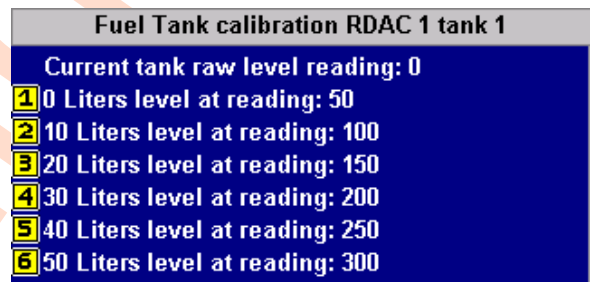 Fuel Tank calibration RDAC 1 tank 1
Current tank raw level reading: 0
1 0 Liters level at reading: 50
2 10 Liters level at reading: 100
3 20 Liters level at reading: 150
4 30 Liters level at reading: 200
5 40 Liters level at reading: 250
6 50 Liters level at reading: 300